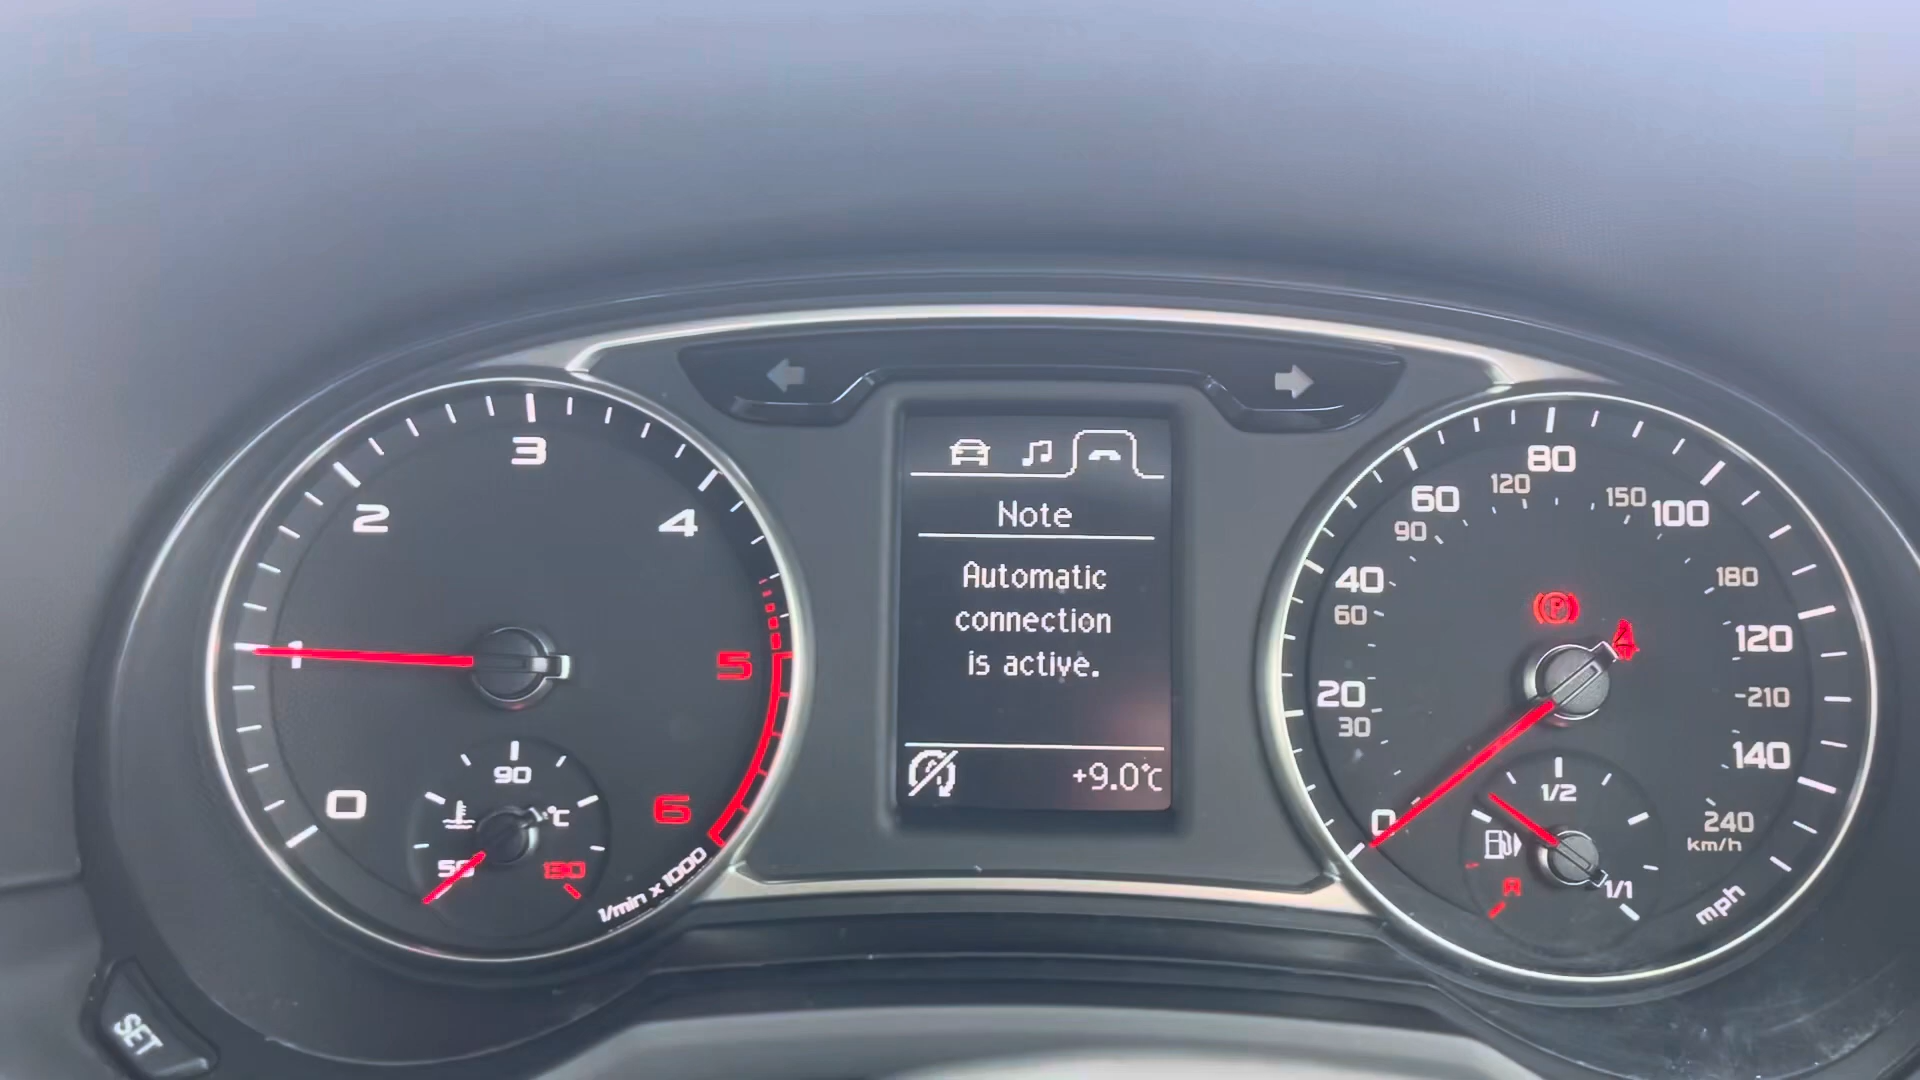 Note
Automatic
connection
is active.
+9.0°C
0
1
2
3
4
5
6
1/min x 1000
50
90
130
°C
0
20
40
60
80
100
120
140
mph
30
60
90
120
150
180
210
240
km/h
P
1/2
1/1
R
SET